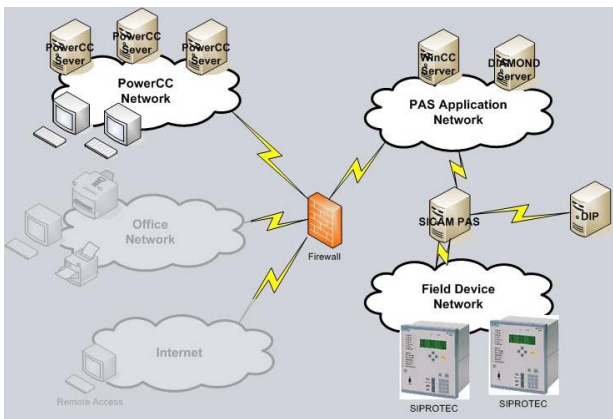 PowerCC
Sever
PowerCC
Sever
PowerCC
Sever
PowerCC
Network
WinCC
Server
DIAMOND
Server
PAS Application
Network
Office
Network
Firewall
SICAM PAS
DIP
Field Device
Network
Internet
Remote Access
SIPROTEC
SIPROTEC